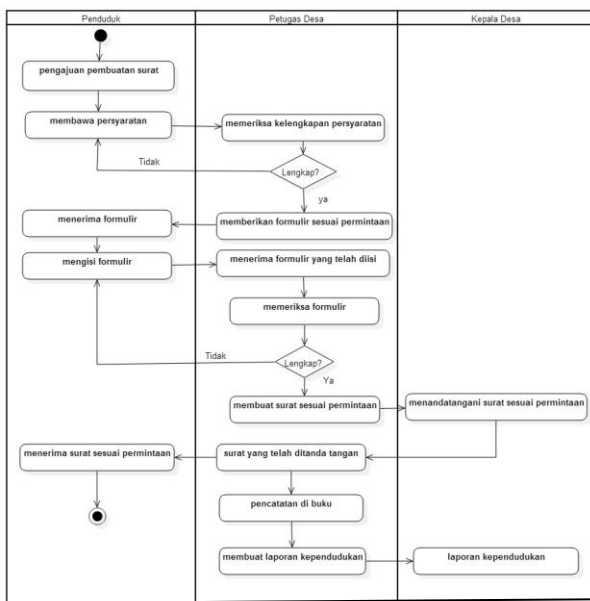 Penduduk
Petugas Desa
Kepala Desa
pengajuan pembuatan surat
membawa persyaratan
memeriksa kelengkapan persyaratan
Tidak
Lengkap?
ya
menerima formulir
memberikan formulir sesuai permintaan
mengisi formulir
menerima formulir yang telah diisi
memeriksa formulir
Tidak
Lengkap?
Ya
membuat surat sesuai permintaan
menandatangani surat sesuai permintaan
menerima surat sesuai permintaan
surat yang telah ditanda tangan
pencatatan di buku
membuat laporan kependudukan
laporan kependudukan